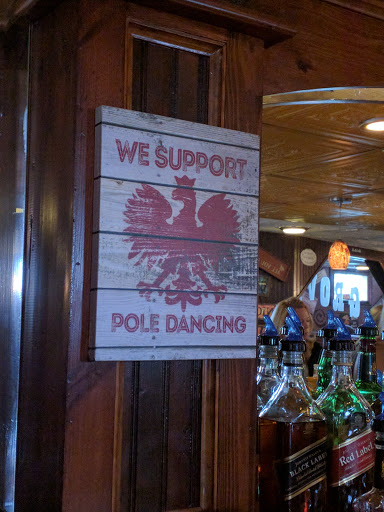 WE SUPPORT
POLE DANCING
BLACK LABEL
Red Label